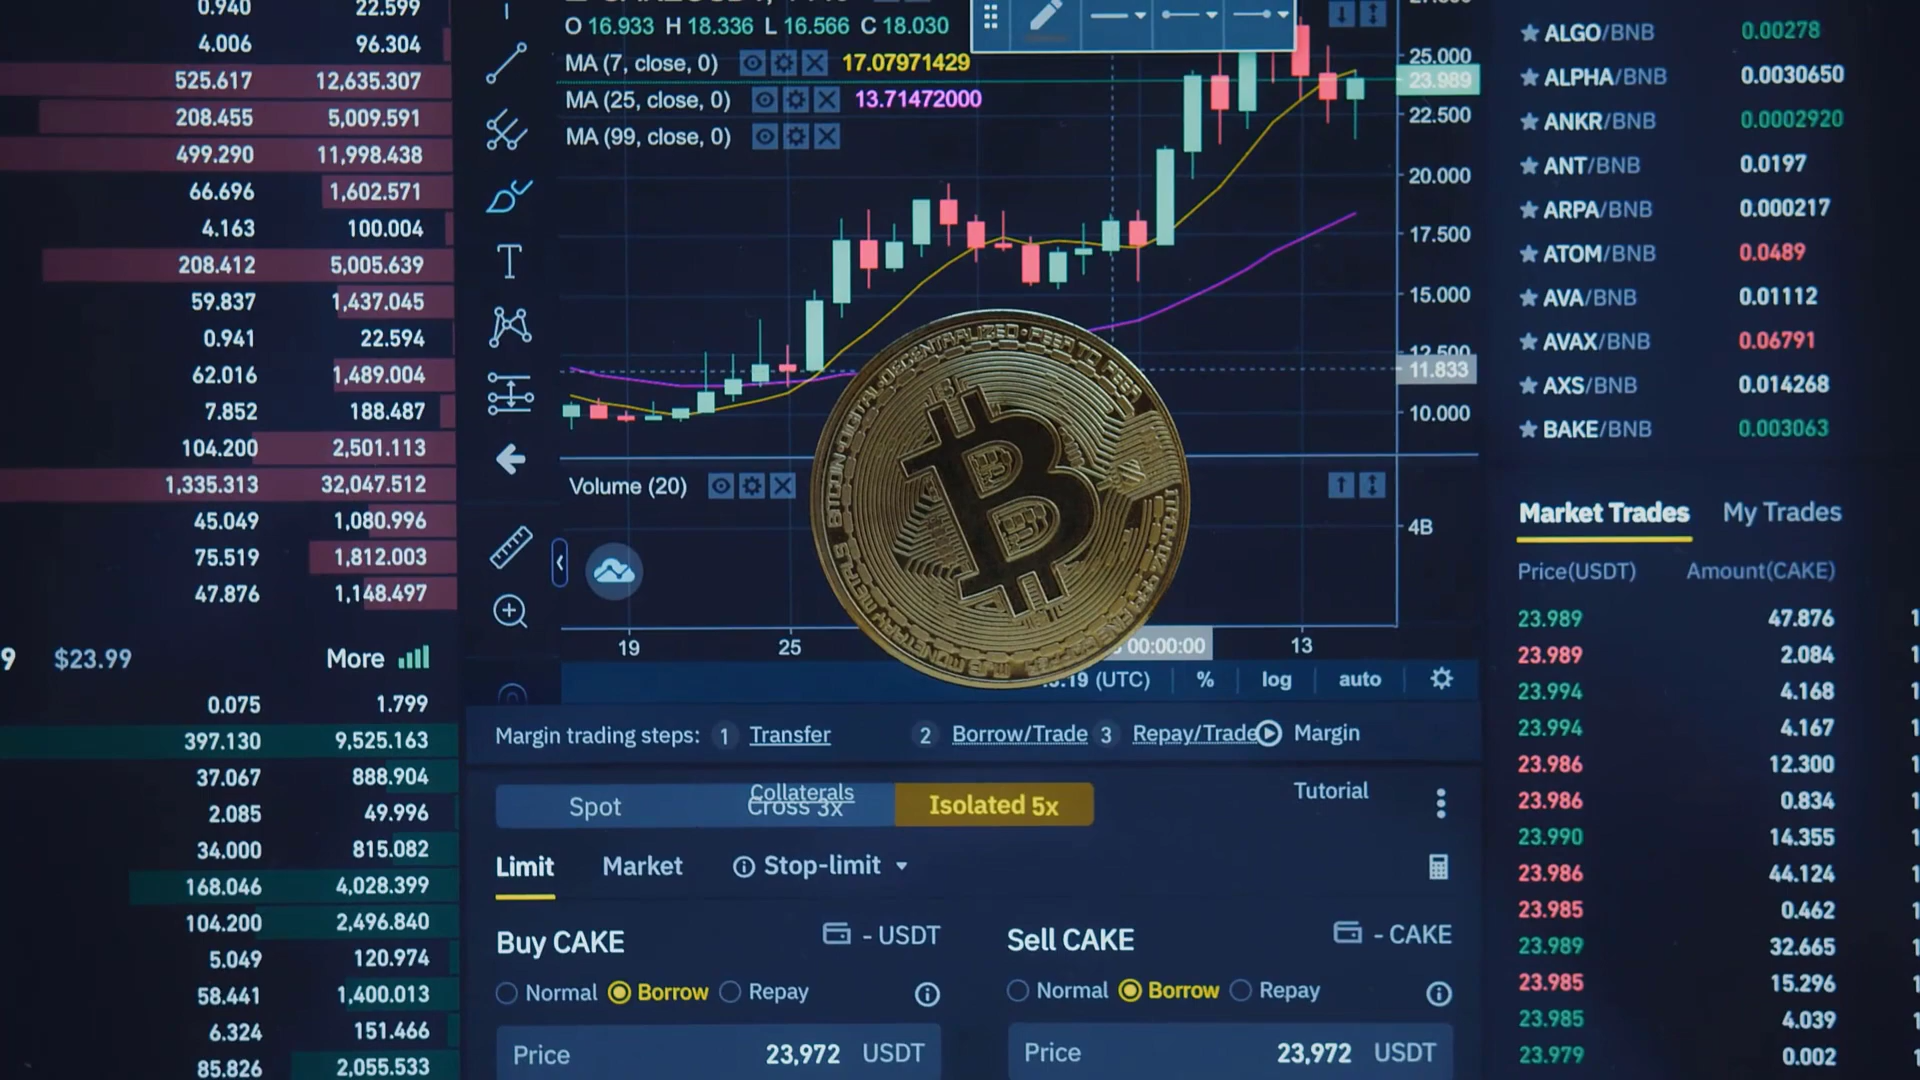 0.940 22.599
4.006 96.304
525.617 12,635.307
208.455 5,009.591
499.290 11,998.438
66.696 1,602.571
4.163 100.004
208.412 5,005.639
59.837 1,437.045
0.941 22.594
62.016 1,489.004
7.852 188.487
104.200 2,501.113
1,335.313 32,047.512
45.049 1,080.996
75.519 1,812.003
47.876 1,148.497
9 $23.99 More
0.075 1.799
397.130 9,525.163
37.067 888.904
2.085 49.996
34.000 815.082
168.046 4,028.399
104.200 2,496.840
5.049 120.974
58.441 1,400.013
6.324 151.466
85.826 2,055.533
O 16.933 H 18.336 L 16.566 C 18.030
MA (7, close, 0) 17.07971429
MA (25, close, 0) 13.71472000
MA (99, close, 0)
25.000
23.989
22.500
20.000
17.500
15.000
12.500
11.833
10.000
Volume (20)
4B
BITCOIN•DIGITAL•DECENTRALIZED•PEER TO PEER
19 25 00:00:00 13
(UTC) % log auto
Margin trading steps: 1 Transfer 2 Borrow/Trade 3 Repay/Trade Margin
Collaterals Tutorial
Spot Cross 3x Isolated 5x
Limit Market Stop-limit
Buy CAKE - USDT Sell CAKE - CAKE
Normal Borrow Repay Normal Borrow Repay
Price 23,972 USDT Price 23,972 USDT
ALGO/BNB 0.00278
ALPHA/BNB 0.0030650
ANKR/BNB 0.0002920
ANT/BNB 0.0197
ARPA/BNB 0.000217
ATOM/BNB 0.0489
AVA/BNB 0.01112
AVAX/BNB 0.06791
AXS/BNB 0.014268
BAKE/BNB 0.003063
Market Trades My Trades
Price(USDT) Amount(CAKE)
23.989 47.876
23.989 2.084
23.994 4.168
23.994 4.167
23.986 12.300
23.986 0.834
23.990 14.355
23.986 44.124
23.985 0.462
23.989 32.665
23.985 15.296
23.985 4.039
23.979 0.002